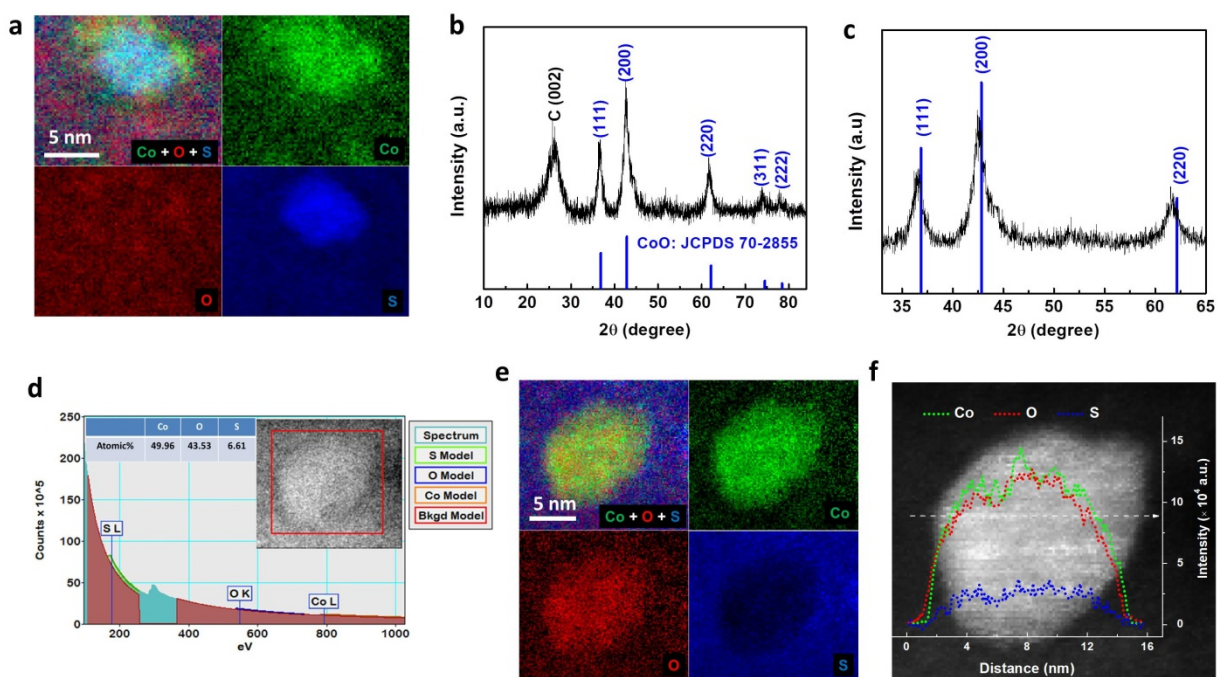 a
5 nm
Co + O + S
Co
O
S
b
Intensity (a.u.)
C (002)
(111)
(200)
(220)
(311)
(222)
CoO: JCPDS 70-2855
10 20 30 40 50 60 70 80
2θ (degree)
c
Intensity (a.u)
(111)
(200)
(220)
35 40 45 50 55 60 65
2θ (degree)
d
Counts x 10^5
250
200
150
100
50
0
Co O S
Atomic% 49.96 43.53 6.61
S L
O K
Co L
200 400 600 800 1000
eV
Spectrum
S Model
O Model
Co Model
Bkgd Model
e
5 nm
Co + O + S
Co
O
S
f
Co O S
15
10
5
0
Intensity (× 10⁴ a.u.)
0 4 8 12 16
Distance (nm)